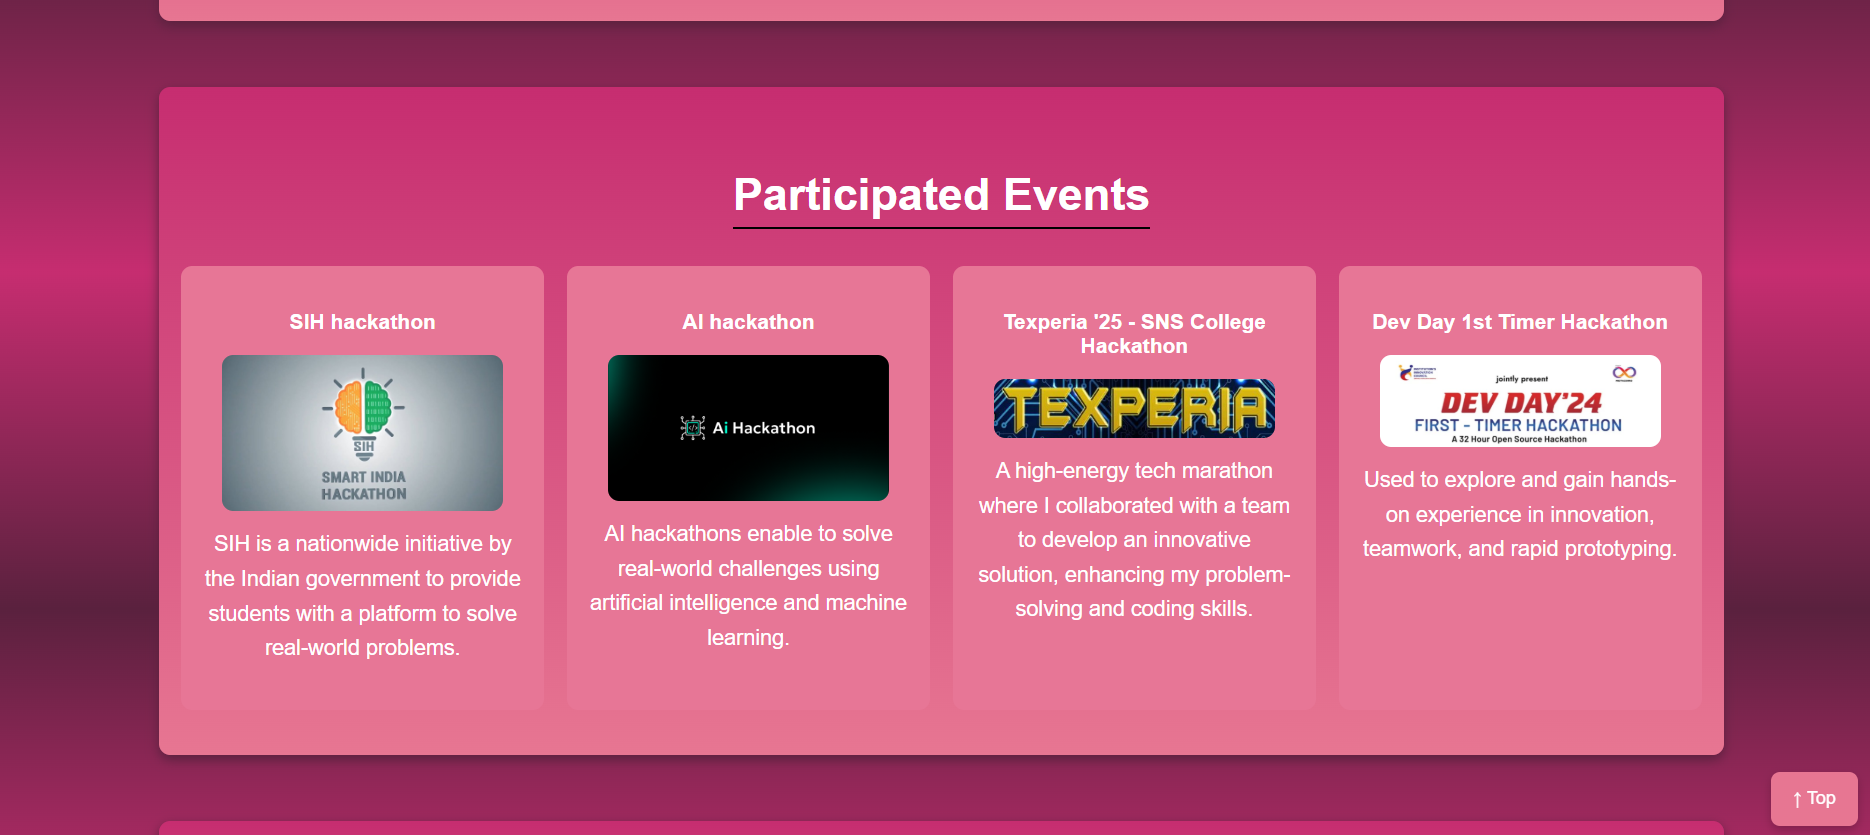 Participated Events
SIH hackathon
SIH
SMART INDIA
HACKATHON
SIH is a nationwide initiative by
the Indian government to provide
students with a platform to solve
real-world problems.
AI hackathon
Ai Hackathon
AI hackathons enable to solve
real-world challenges using
artificial intelligence and machine
learning.
Texperia '25 - SNS College
Hackathon
TEXPERIA
A high-energy tech marathon
where I collaborated with a team
to develop an innovative
solution, enhancing my problem-
solving and coding skills.
Dev Day 1st Timer Hackathon
jointly present
DEV DAY'24
FIRST - TIMER HACKATHON
A 32 Hour Open Source Hackathon
Used to explore and gain hands-
on experience in innovation,
teamwork, and rapid prototyping.
↑ Top